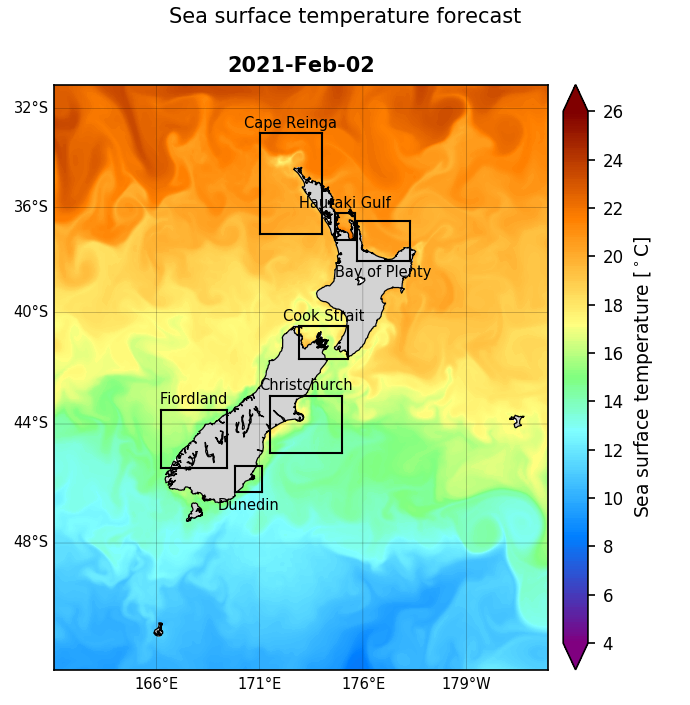 Sea surface temperature forecast
2021-Feb-02
32°S
36°S
40°S
44°S
48°S
Cape Reinga
Hauraki Gulf
Bay of Plenty
Cook Strait
Christchurch
Fiordland
Dunedin
166°E
171°E
176°E
179°W
26
24
22
20
18
16
14
12
10
8
6
4
Sea surface temperature [°C]